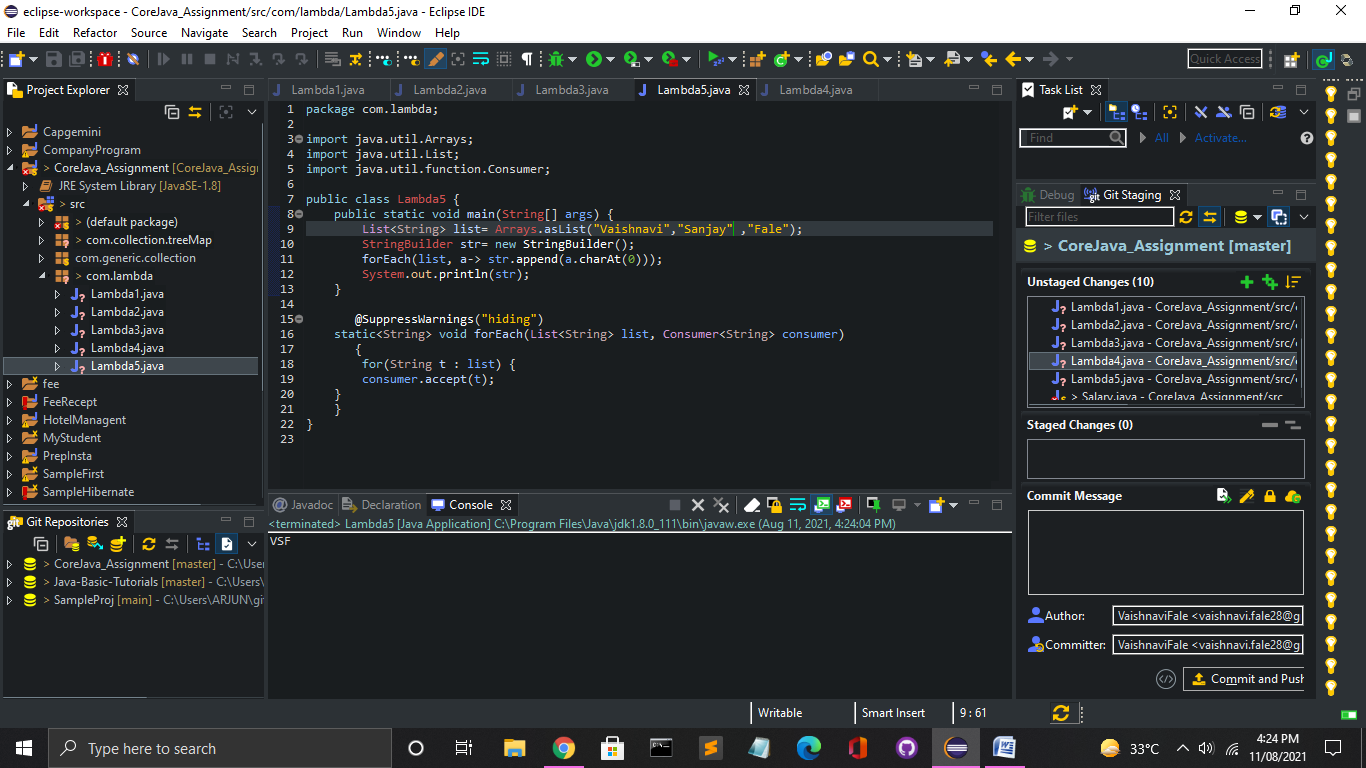 eclipse-workspace - CoreJava_Assignment/src/com/lambda/Lambda5.java - Eclipse IDE
File Edit Refactor Source Navigate Search Project Run Window Help
Quick Access
Project Explorer
Capgemini
CompanyProgram
> CoreJava_Assignment [CoreJava_Assign
JRE System Library [JavaSE-1.8]
> src
> (default package)
> com.collection.treeMap
com.generic.collection
> com.lambda
Lambda1.java
Lambda2.java
Lambda3.java
Lambda4.java
Lambda5.java
fee
FeeRecept
HotelManagent
MyStudent
PrepInsta
SampleFirst
SampleHibernate
Git Repositories
> CoreJava_Assignment [master] - C:\User
> Java-Basic-Tutorials [master] - C:\Users\
> SampleProj [main] - C:\Users\ARJUN\gi
Lambda1.java Lambda2.java Lambda3.java Lambda5.java Lambda4.java
1 package com.lambda;
2
3 import java.util.Arrays;
4 import java.util.List;
5 import java.util.function.Consumer;
6
7 public class Lambda5 {
8 public static void main(String[] args) {
9 List<String> list= Arrays.asList("Vaishnavi","Sanjay" ,"Fale");
10 StringBuilder str= new StringBuilder();
11 forEach(list, a-> str.append(a.charAt(0)));
12 System.out.println(str);
13 }
14
15 @SuppressWarnings("hiding")
16 static<String> void forEach(List<String> list, Consumer<String> consumer)
17 {
18 for(String t : list) {
19 consumer.accept(t);
20 }
21 }
22 }
23
@ Javadoc Declaration Console
<terminated> Lambda5 [Java Application] C:\Program Files\Java\jdk1.8.0_111\bin\javaw.exe (Aug 11, 2021, 4:24:04 PM)
VSF
Task List
Find All Activate...
Debug Git Staging
Filter files
> CoreJava_Assignment [master]
Unstaged Changes (10)
Lambda1.java - CoreJava_Assignment/src/
Lambda2.java - CoreJava_Assignment/src/
Lambda3.java - CoreJava_Assignment/src/
Lambda4.java - CoreJava_Assignment/src/
Lambda5.java - CoreJava_Assignment/src/
> Salary.java - CoreJava_Assignment/src
Staged Changes (0)
Commit Message
Author: VaishnaviFale <vaishnavi.fale28@g
Committer: VaishnaviFale <vaishnavi.fale28@g
Commit and Push
Writable Smart Insert 9 : 61
Type here to search
33°C
4:24 PM
11/08/2021